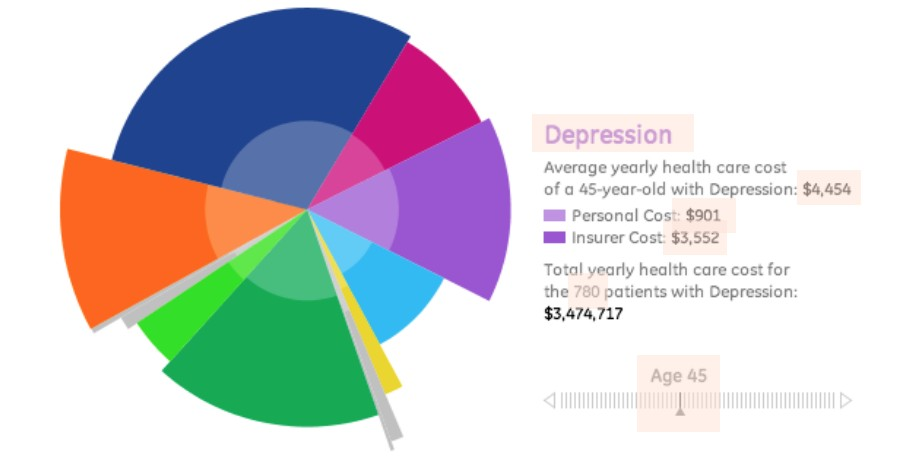 Depression
Average yearly health care cost
of a 45-year-old with Depression: $4,454
Personal Cost: $901
Insurer Cost: $3,552
Total yearly health care cost for
the 780 patients with Depression:
$3,474,717
Age 45